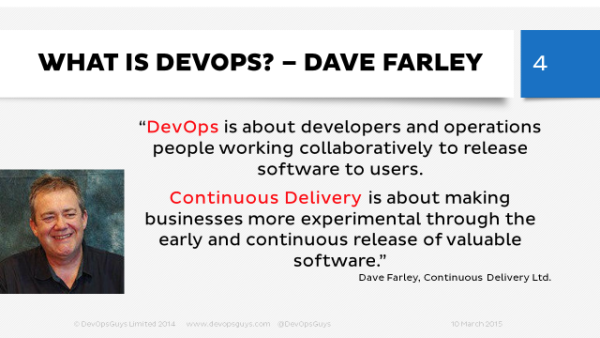 WHAT IS DEVOPS? – DAVE FARLEY
4
“DevOps is about developers and operations
people working collaboratively to release
software to users.
Continuous Delivery is about making
businesses more experimental through the
early and continuous release of valuable
software.”
Dave Farley, Continuous Delivery Ltd.
© DevOpsGuys Limited 2014 www.devopsguys.com @DevOpsGuys 10 March 2015